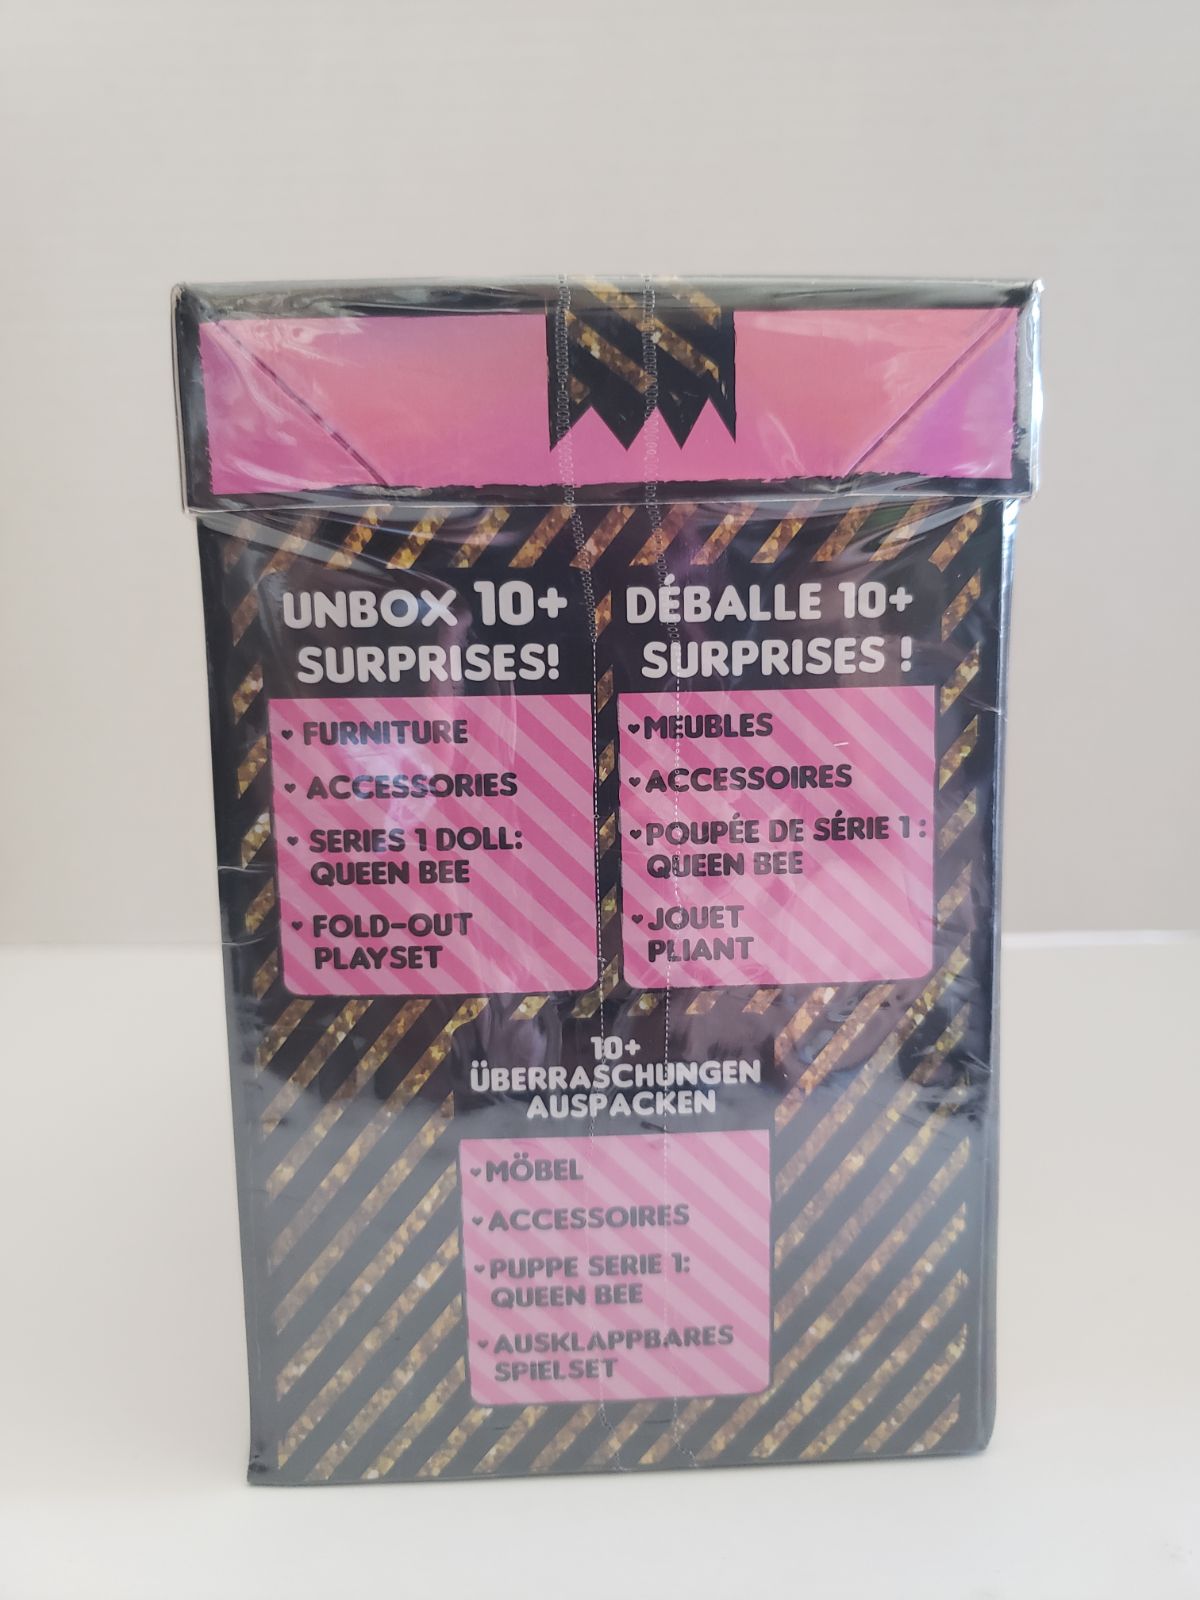 UNBOX 10+
SURPRISES!
FURNITURE
ACCESSORIES
SERIES 1 DOLL:
QUEEN BEE
FOLD-OUT
PLAYSET
DÉBALLE 10+
SURPRISES !
MEUBLES
ACCESSOIRES
POUPÉE DE SÉRIE 1 :
QUEEN BEE
JOUET
PLIANT
10+
ÜBERRASCHUNGEN
AUSPACKEN
MÖBEL
ACCESSOIRES
PUPPE SERIE 1:
QUEEN BEE
AUSKLAPPBARES
SPIELSET